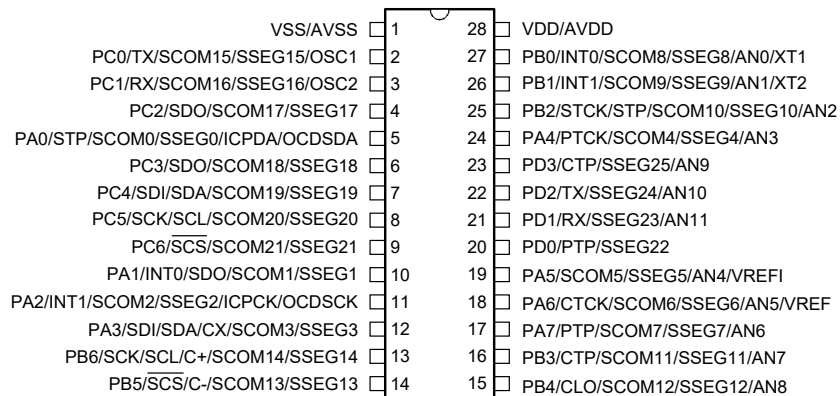 VSS/AVSS 1 28 VDD/AVDD
PC0/TX/SCOM15/SSEG15/OSC1 2 27 PB0/INT0/SCOM8/SSEG8/AN0/XT1
PC1/RX/SCOM16/SSEG16/OSC2 3 26 PB1/INT1/SCOM9/SSEG9/AN1/XT2
PC2/SDO/SCOM17/SSEG17 4 25 PB2/STCK/STP/SCOM10/SSEG10/AN2
PA0/STP/SCOM0/SSEG0/ICPDA/OCDSDA 5 24 PA4/PTCK/SCOM4/SSEG4/AN3
PC3/SDO/SCOM18/SSEG18 6 23 PD3/CTP/SSEG25/AN9
PC4/SDI/SDA/SCOM19/SSEG19 7 22 PD2/TX/SSEG24/AN10
PC5/SCK/SCL/SCOM20/SSEG20 8 21 PD1/RX/SSEG23/AN11
PC6/SCS/SCOM21/SSEG21 9 20 PD0/PTP/SSEG22
PA1/INT0/SDO/SCOM1/SSEG1 10 19 PA5/SCOM5/SSEG5/AN4/VREFI
PA2/INT1/SCOM2/SSEG2/ICPCK/OCDSCK 11 18 PA6/CTCK/SCOM6/SSEG6/AN5/VREF
PA3/SDI/SDA/CX/SCOM3/SSEG3 12 17 PA7/PTP/SCOM7/SSEG7/AN6
PB6/SCK/SCL/C+/SCOM14/SSEG14 13 16 PB3/CTP/SCOM11/SSEG11/AN7
PB5/SCS/C-/SCOM13/SSEG13 14 15 PB4/CLO/SCOM12/SSEG12/AN8